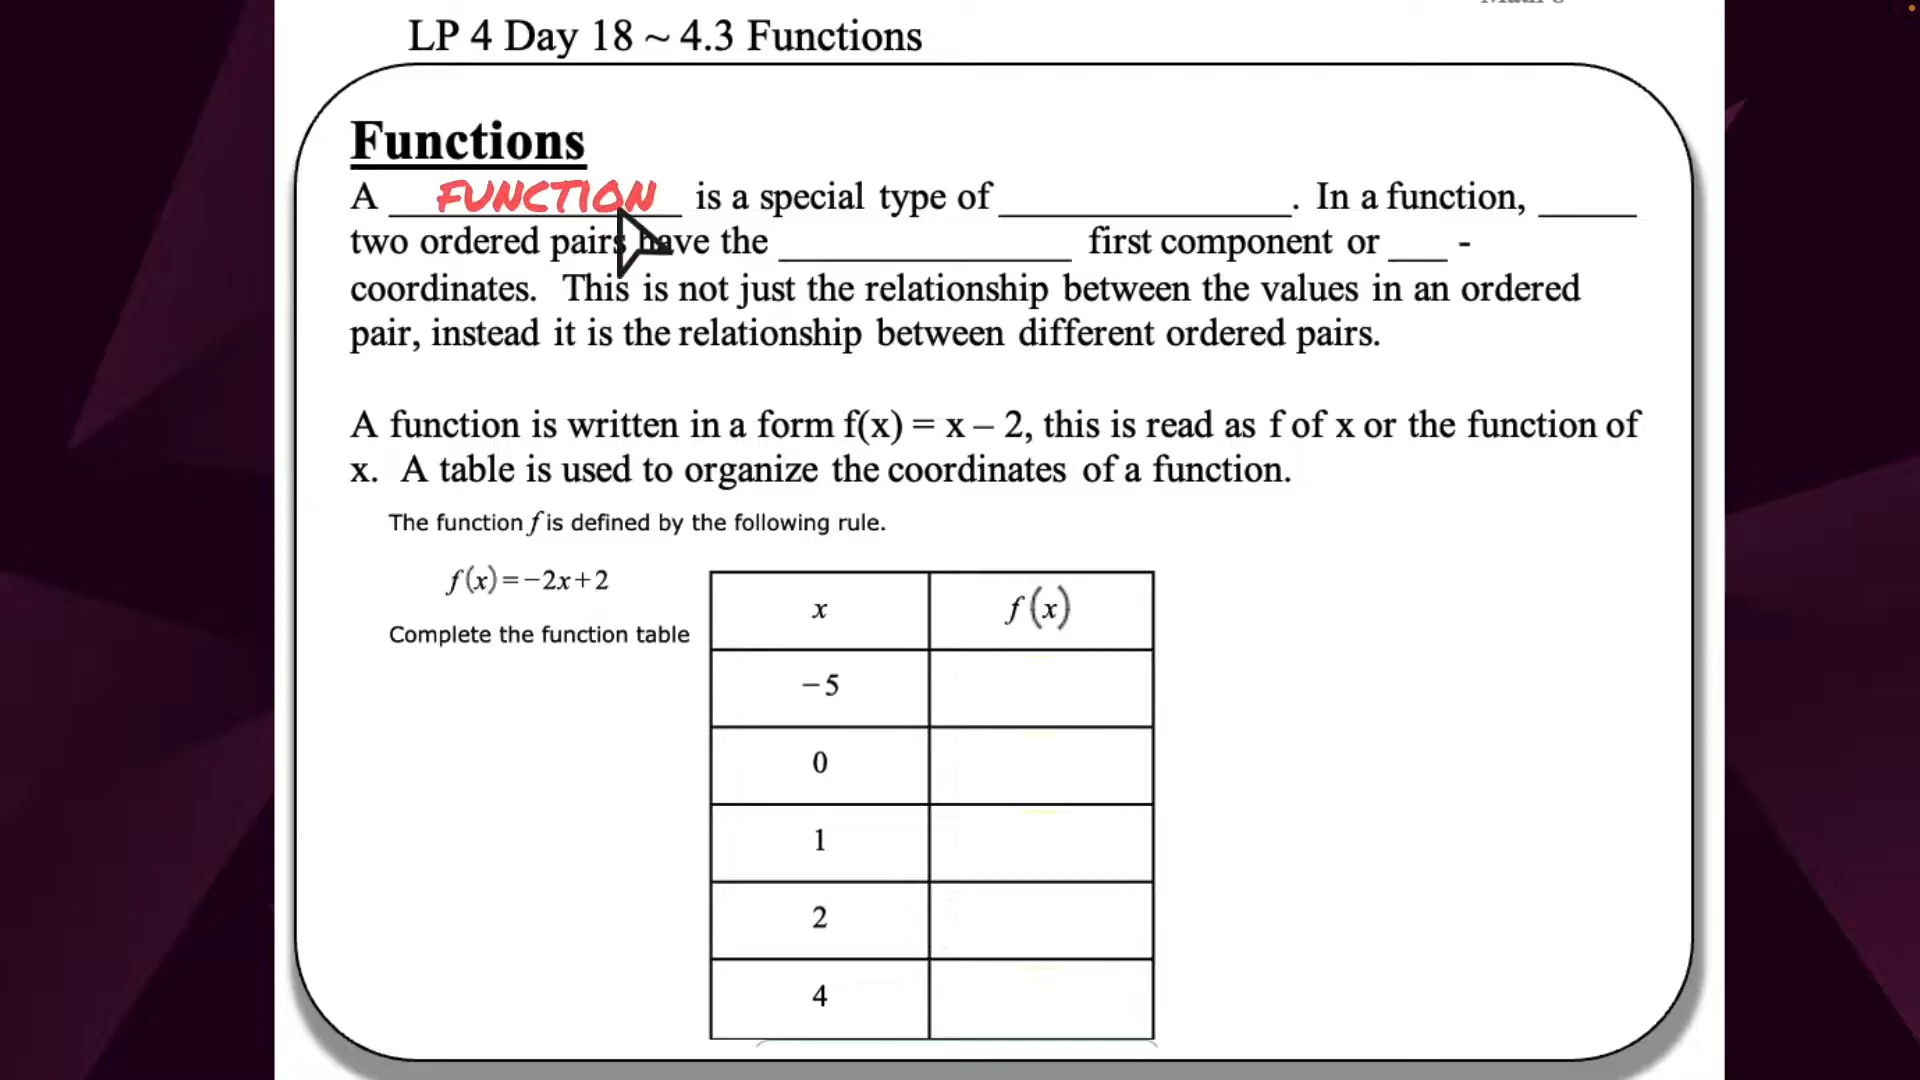 LP 4 Day 18 ~ 4.3 Functions
Functions
A FUNCTION is a special type of _______________. In a function, _____
two ordered pairs have the _______________ first component or ___ -
coordinates. This is not just the relationship between the values in an ordered
pair, instead it is the relationship between different ordered pairs.
A function is written in a form f(x) = x – 2, this is read as f of x or the function of
x. A table is used to organize the coordinates of a function.
The function f is defined by the following rule.
f(x)=−2x+2
Complete the function table
x f(x)
−5
0
1
2
4